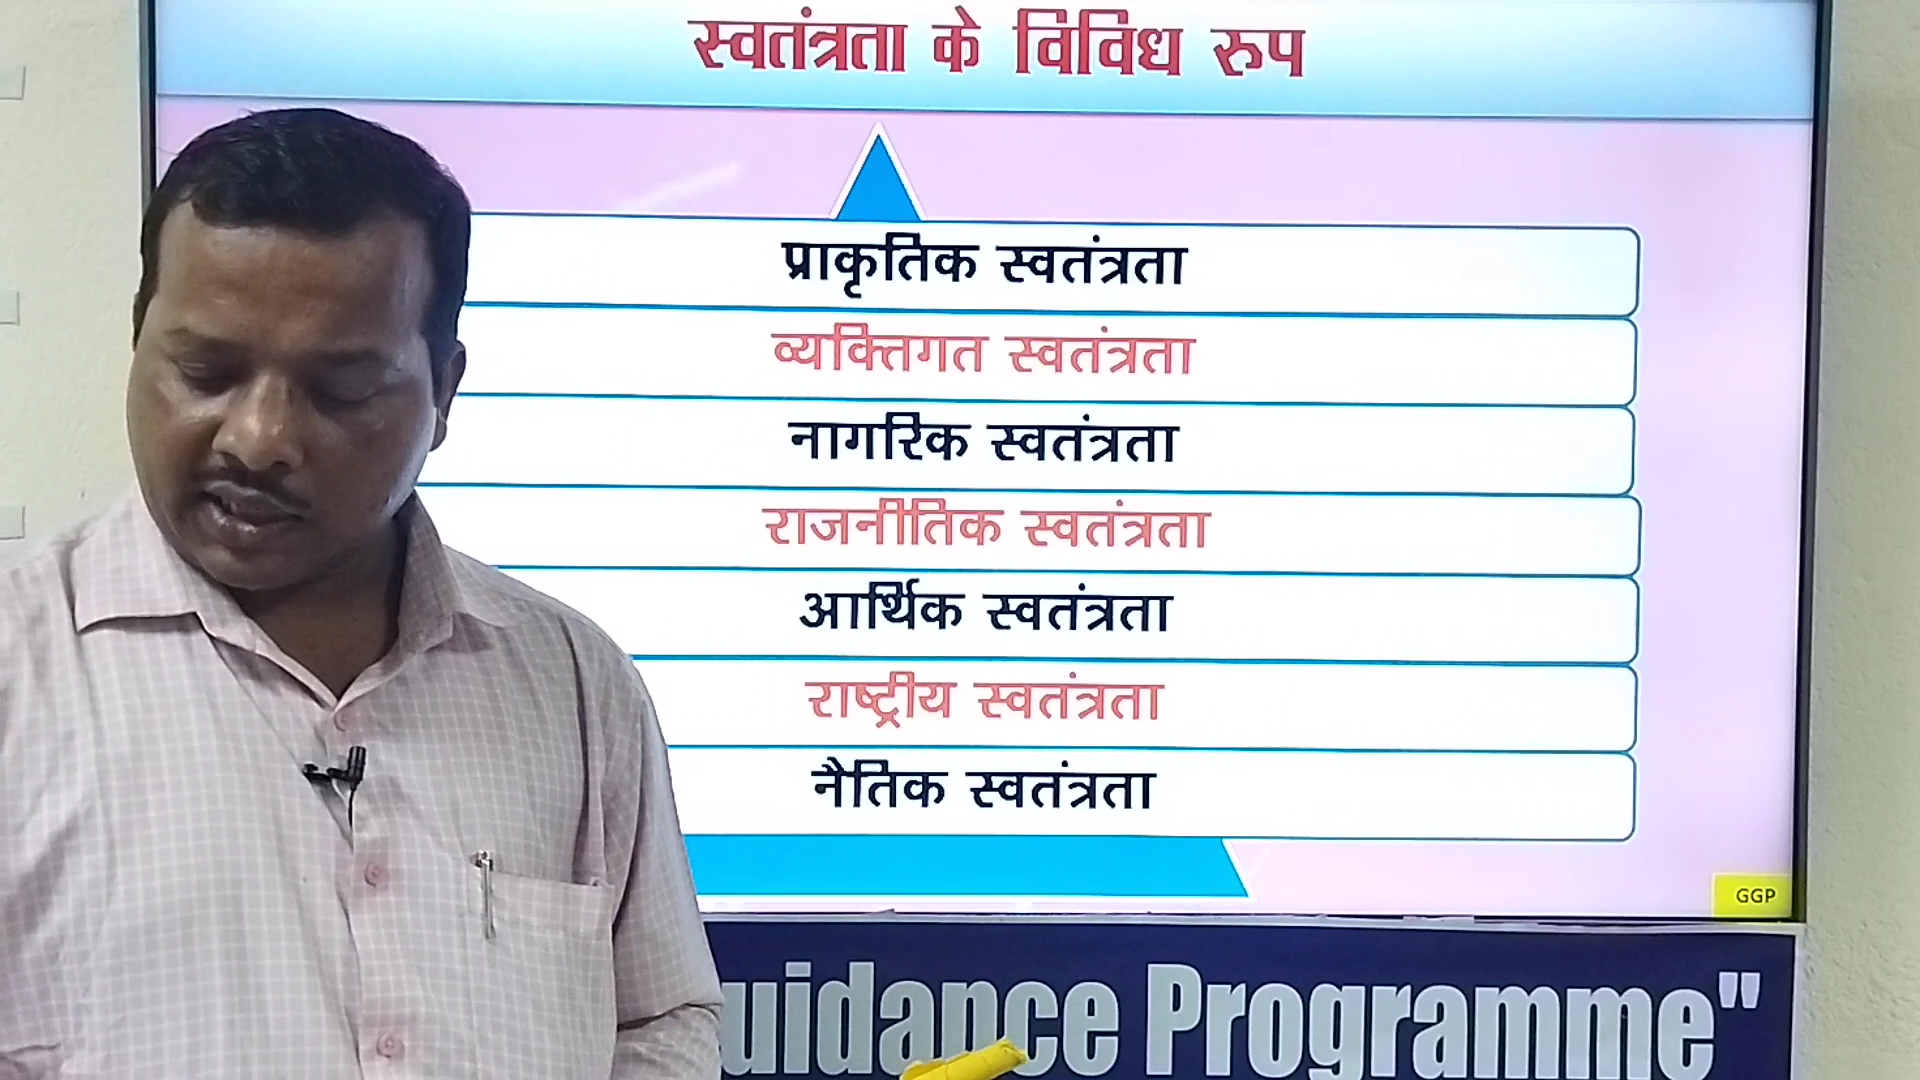 स्वतंत्रता के विविध रुप
प्राकृतिक स्वतंत्रता
व्यक्तिगत स्वतंत्रता
नागरिक स्वतंत्रता
राजनीतिक स्वतंत्रता
आर्थिक स्वतंत्रता
राष्ट्रीय स्वतंत्रता
नैतिक स्वतंत्रता
GGP
uidance Programme"